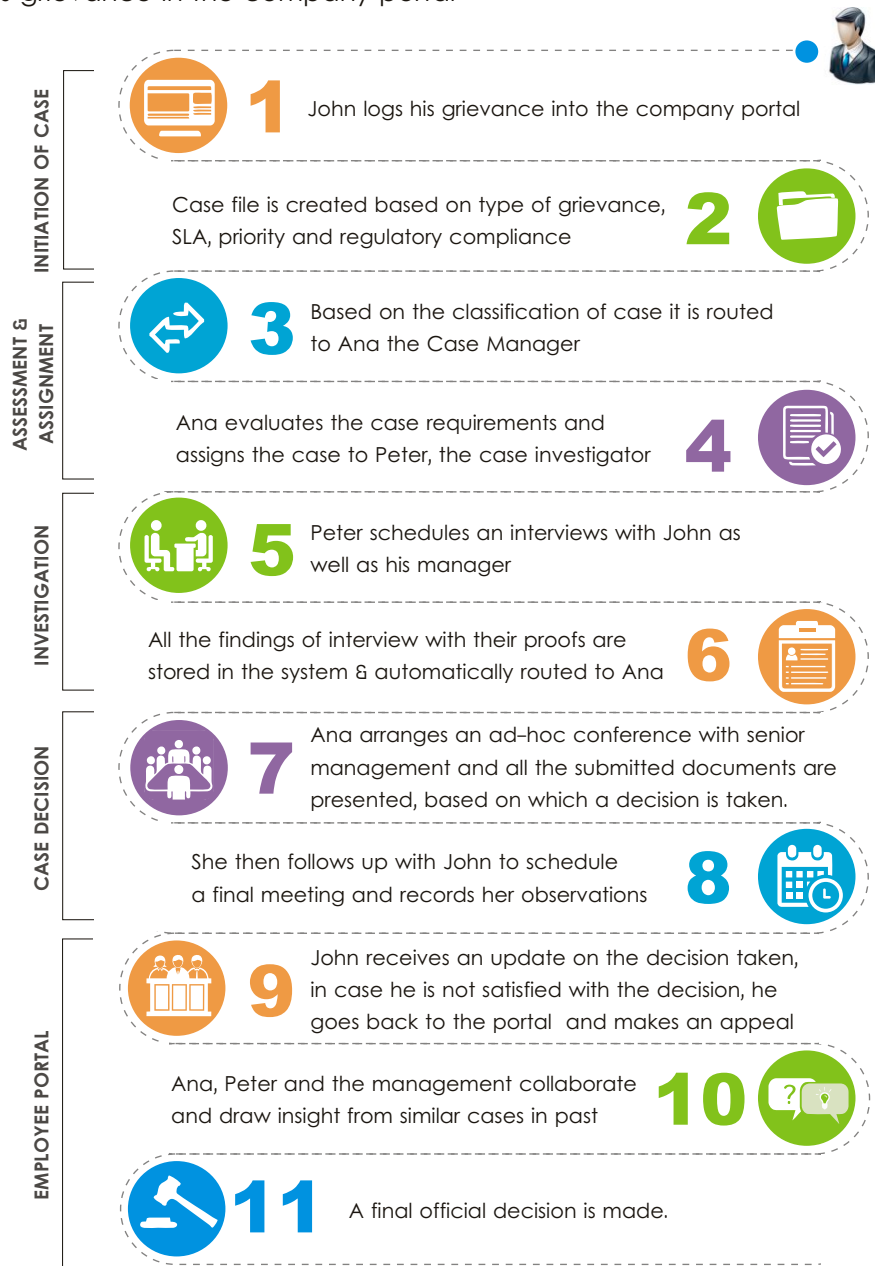 grievance in the company portal
INITIATION OF CASE
1
John logs his grievance into the company portal
Case file is created based on type of grievance,
SLA, priority and regulatory compliance
2
ASSESSMENT &
ASSIGNMENT
3
Based on the classification of case it is routed
to Ana the Case Manager
Ana evaluates the case requirements and
assigns the case to Peter, the case investigator
4
INVESTIGATION
5
Peter schedules an interviews with John as
well as his manager
All the findings of interview with their proofs are
stored in the system & automatically routed to Ana
6
CASE DECISION
7
Ana arranges an ad-hoc conference with senior
management and all the submitted documents are
presented, based on which a decision is taken.
She then follows up with John to schedule
a final meeting and records her observations
8
EMPLOYEE PORTAL
9
John receives an update on the decision taken,
in case he is not satisfied with the decision, he
goes back to the portal and makes an appeal
Ana, Peter and the management collaborate
and draw insight from similar cases in past
10
?
11
A final official decision is made.